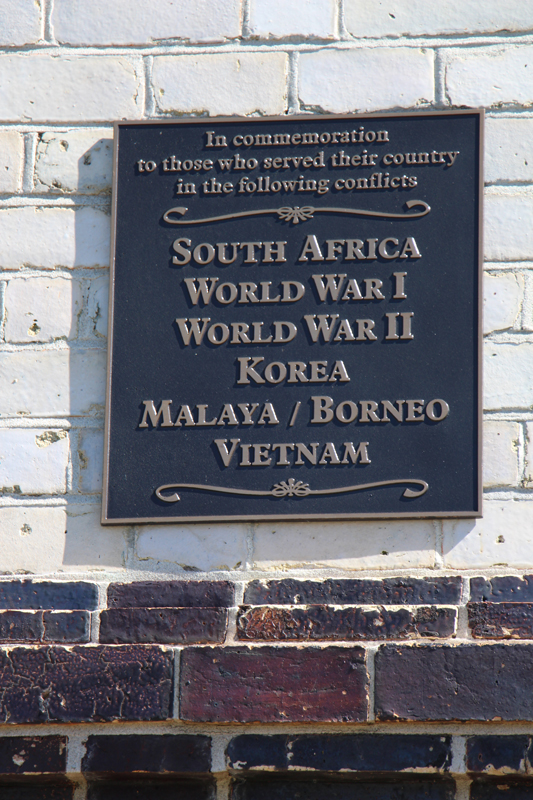 In commemoration
to those who served their country
in the following conflicts
SOUTH AFRICA
WORLD WAR I
WORLD WAR II
KOREA
MALAYA / BORNEO
VIETNAM